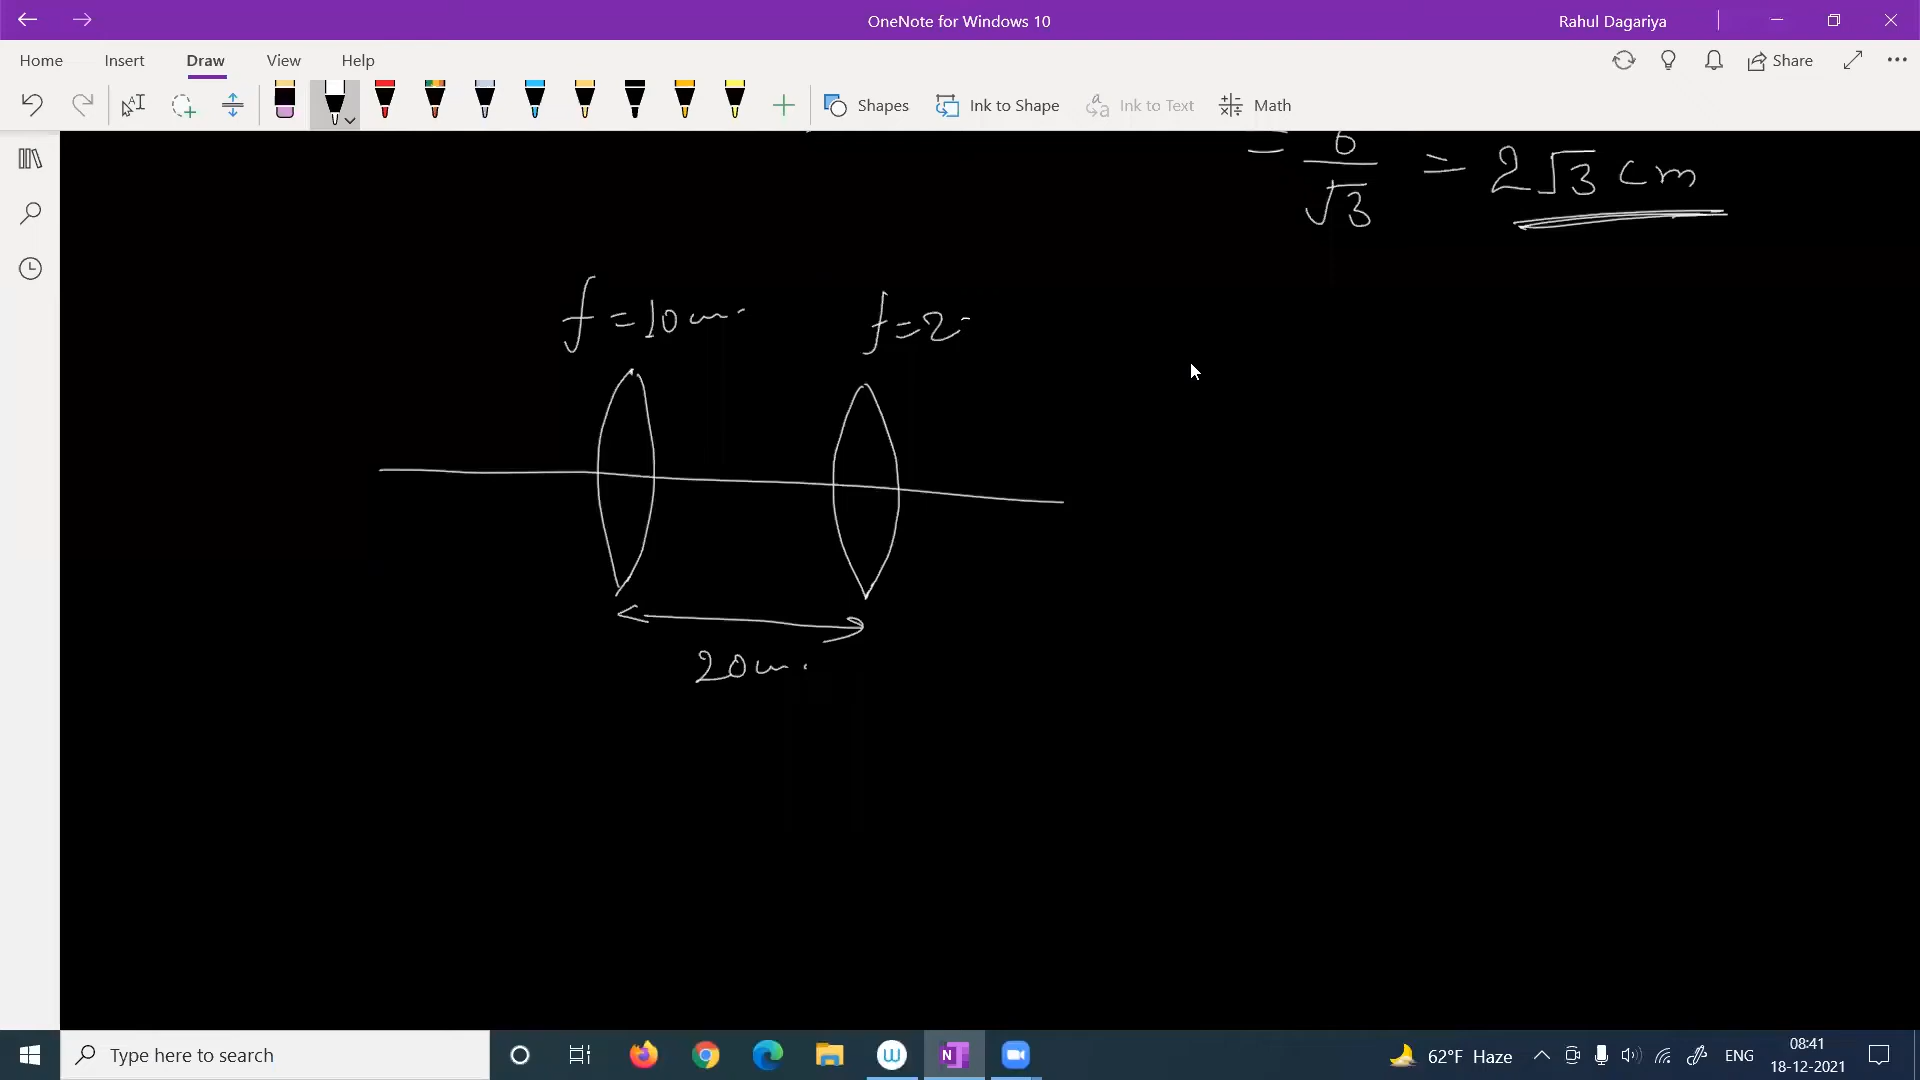 OneNote for Windows 10
Rahul Dagariya
Home Insert Draw View Help
Share
Shapes Ink to Shape Ink to Text Math
= 6/√3 = 2√3 cm
f = 10 cm.
f = 2
20 cm.
Type here to search
62°F Haze
ENG
08:41
18-12-2021